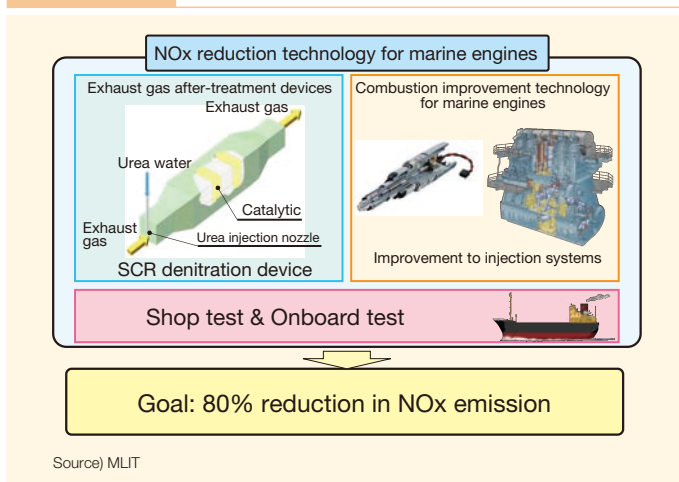 NOx reduction technology for marine engines
Exhaust gas after-treatment devices
Exhaust gas
Urea water
Catalytic
Exhaust
gas
Urea injection nozzle
SCR denitration device
Combustion improvement technology
for marine engines
Improvement to injection systems
Shop test & Onboard test
Goal: 80% reduction in NOx emission
Source) MLIT